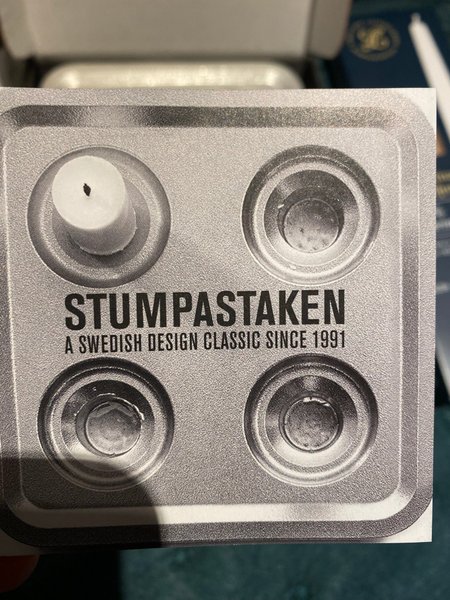 STUMPASTAKEN
A SWEDISH DESIGN CLASSIC SINCE 1991